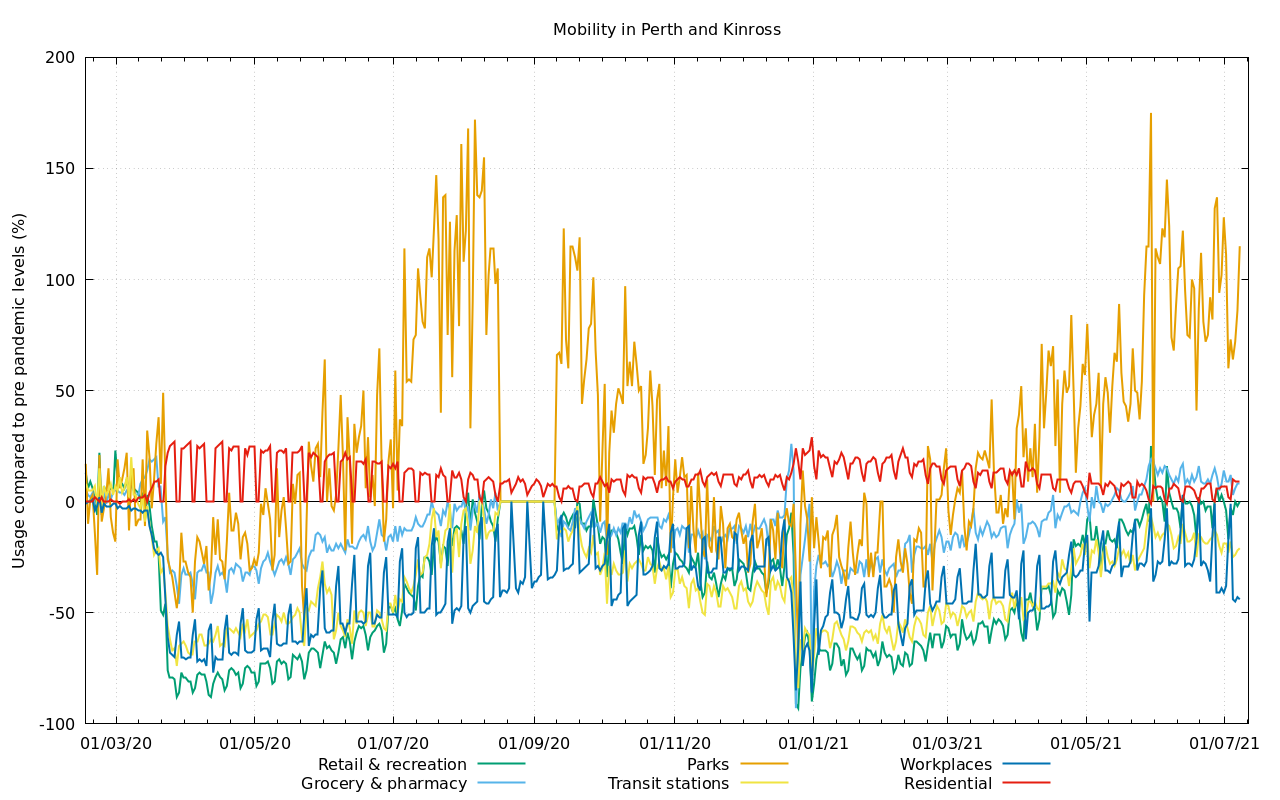 Mobility in Perth and Kinross
Usage compared to pre pandemic levels (%)
200
150
100
50
0
-50
-100
01/03/20 01/05/20 01/07/20 01/09/20 01/11/20 01/01/21 01/03/21 01/05/21 01/07/21
Retail & recreation Parks Workplaces
Grocery & pharmacy Transit stations Residential